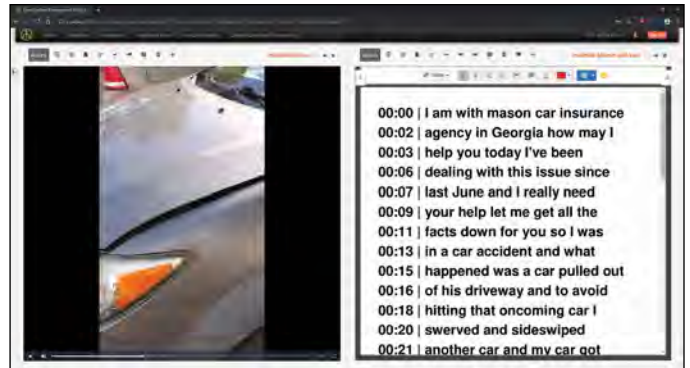 00:00 | I am with mason car insurance
00:02 | agency in Georgia how may I
00:03 | help you today I've been
00:06 | dealing with this issue since
00:07 | last June and I really need
00:09 | your help let me get all the
00:11 | facts down for you so I was
00:13 | in a car accident and what
00:15 | happened was a car pulled out
00:16 | of his driveway and to avoid
00:18 | hitting that oncoming car I
00:20 | swerved and sideswiped
00:21 | another car and my car got